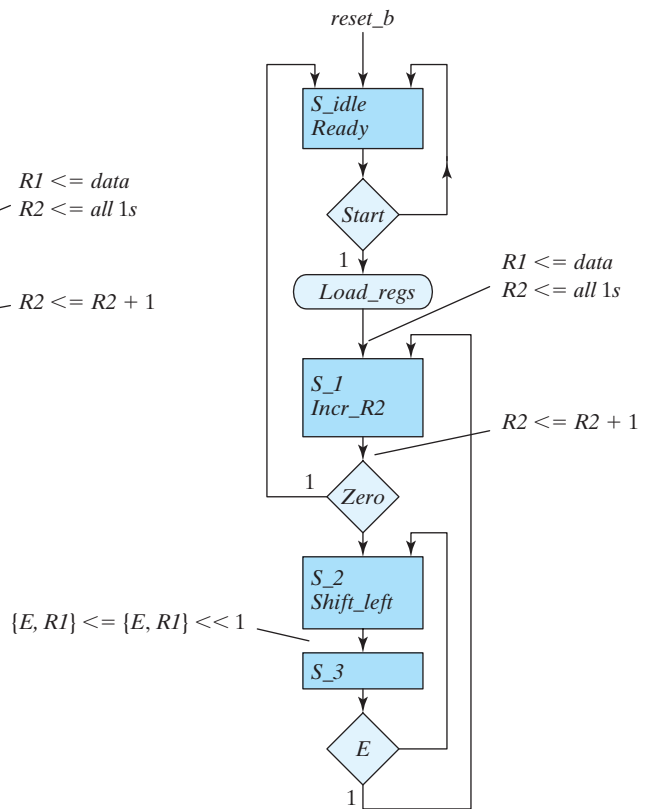 reset_b
S_idle
Ready
R1 <= data
R2 <= all 1s
Start
1
R1 <= data
R2 <= all 1s
Load_regs
R2 <= R2 + 1
S_1
Incr_R2
R2 <= R2 + 1
1
Zero
S_2
Shift_left
{E, R1} <= {E, R1} << 1
S_3
E
1